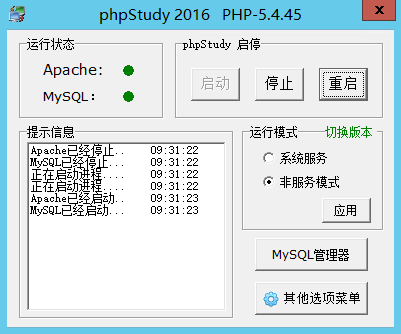 phpStudy 2016 PHP-5.4.45
x
运行状态
Apache:
MySQL:
phpStudy 启停
启动
停止
重启
提示信息
Apache已经停止.. 09:31:22
MySQL已经停止... 09:31:22
正在启动进程.... 09:31:22
正在启动进程.... 09:31:22
Apache已经启动.. 09:31:23
MySQL已经启动... 09:31:23
运行模式
切换版本
系统服务
非服务模式
应用
MySQL管理器
其他选项菜单